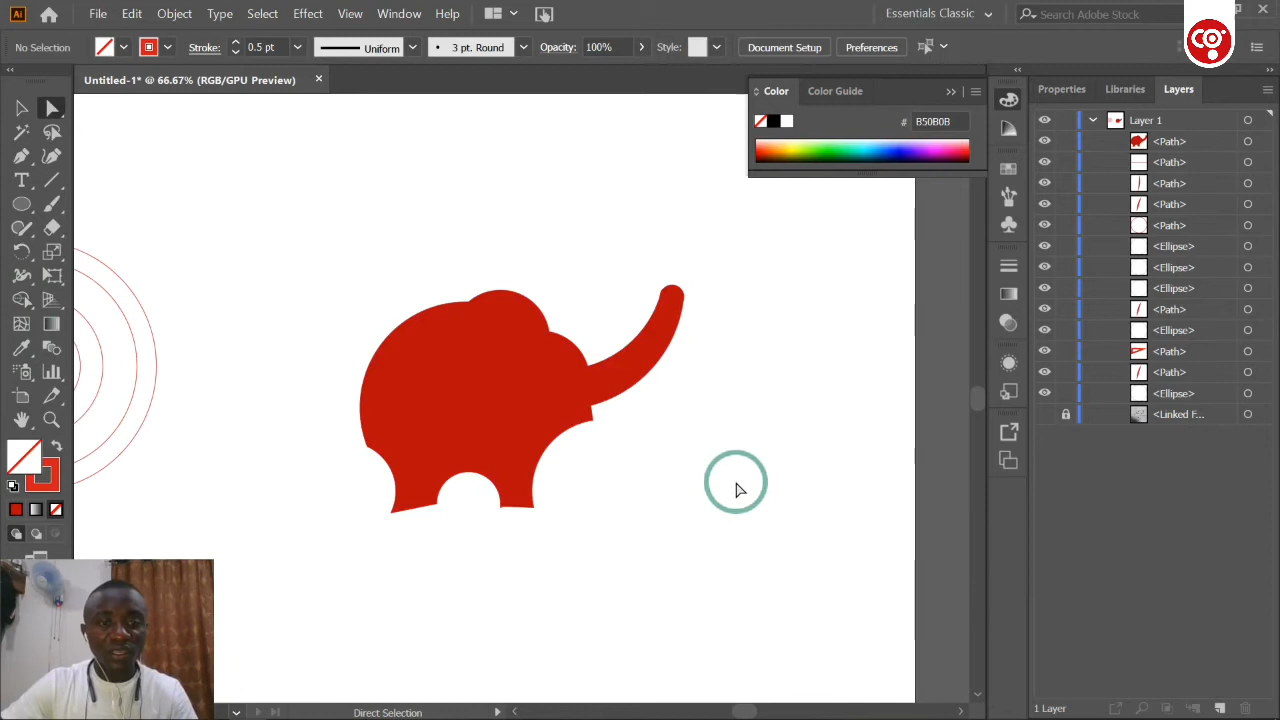 Ai File Edit Object Type Select Effect View Window Help Essentials Classic Search Adobe Stock
No Selection Stroke: 0.5 pt Uniform 3 pt. Round Opacity: 100% Style: Document Setup Preferences
Untitled-1* @ 66.67% (RGB/GPU Preview)
Color Color Guide
# B50B0B
Properties Libraries Layers
Layer 1
<Path>
<Path>
<Path>
<Path>
<Path>
<Ellipse>
<Ellipse>
<Ellipse>
<Path>
<Ellipse>
<Path>
<Path>
<Ellipse>
<Linked F...
Direct Selection
1 Layer